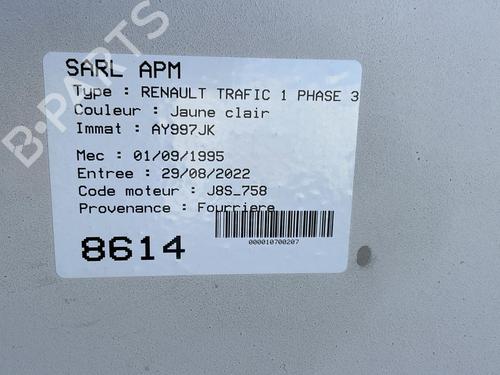 B-PARTS
SARL APM
Type : RENAULT TRAFIC 1 PHASE 3
Couleur : Jaune clair
Immat : AY997JK
Mec : 01/09/1995
Entree : 29/08/2022
Code moteur : J8S_758
Provenance : Fourriere
8614
000010700207